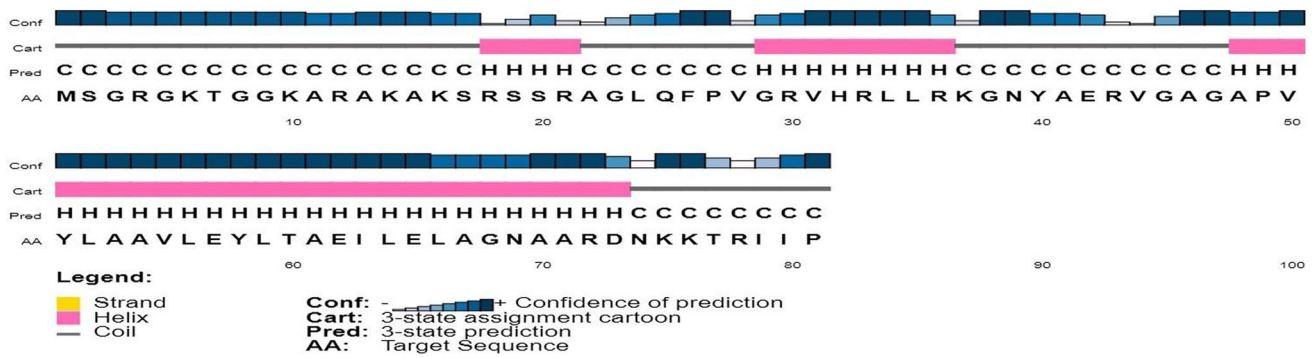 Conf
Cart
Pred C C C C C C C C C C C C C C C C C H H H H C C C C C C C H H H H H H H H C C C C C C C C C C C H H H
AA M S G R G K T G G K A R A K A K S R S S R A G L Q F P V G R V H R L L R K G N Y A E R V G A G A P V
10 20 30 40 50
Conf
Cart
Pred H H H H H H H H H H H H H H H H H H H H H H H C C C C C C C C
AA Y L A A V L E Y L T A E I L E L A G N A A R D N K K T R I I P
60 70 80 90 100
Legend:
Strand
Helix
Coil
Conf: - + Confidence of prediction
Cart: 3-state assignment cartoon
Pred: 3-state prediction
AA: Target Sequence